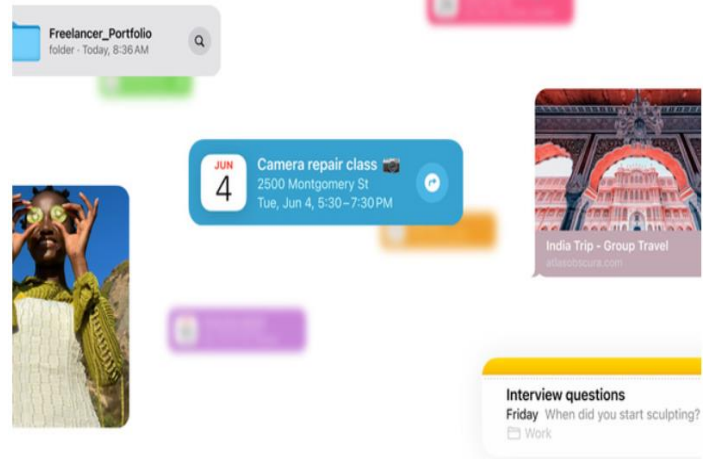 Freelancer_Portfolio
folder · Today, 8:36 AM
JUN
4
Camera repair class
2500 Montgomery St
Tue, Jun 4, 5:30–7:30 PM
India Trip - Group Travel
atlasobscura.com
Interview questions
Friday When did you start sculpting?
Work